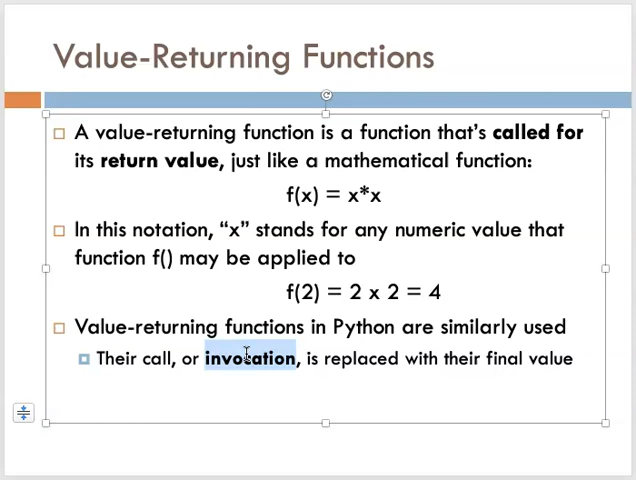 Value-Returning Functions
A value-returning function is a function that's called for
its return value, just like a mathematical function:
f(x) = x*x
In this notation, “x” stands for any numeric value that
function f() may be applied to
f(2) = 2 x 2 = 4
Value-returning functions in Python are similarly used
Their call, or invocation, is replaced with their final value